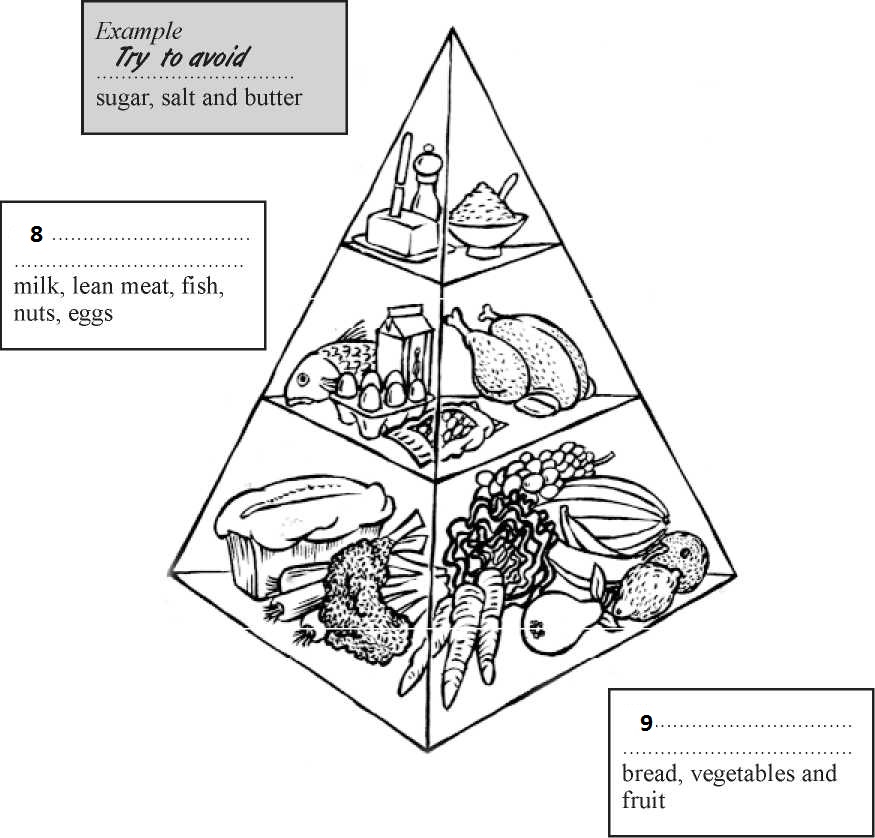 Example
Try to avoid
..............................
sugar, salt and butter
8 ................................
.....................................
milk, lean meat, fish,
nuts, eggs
9 ................................
.....................................
bread, vegetables and
fruit